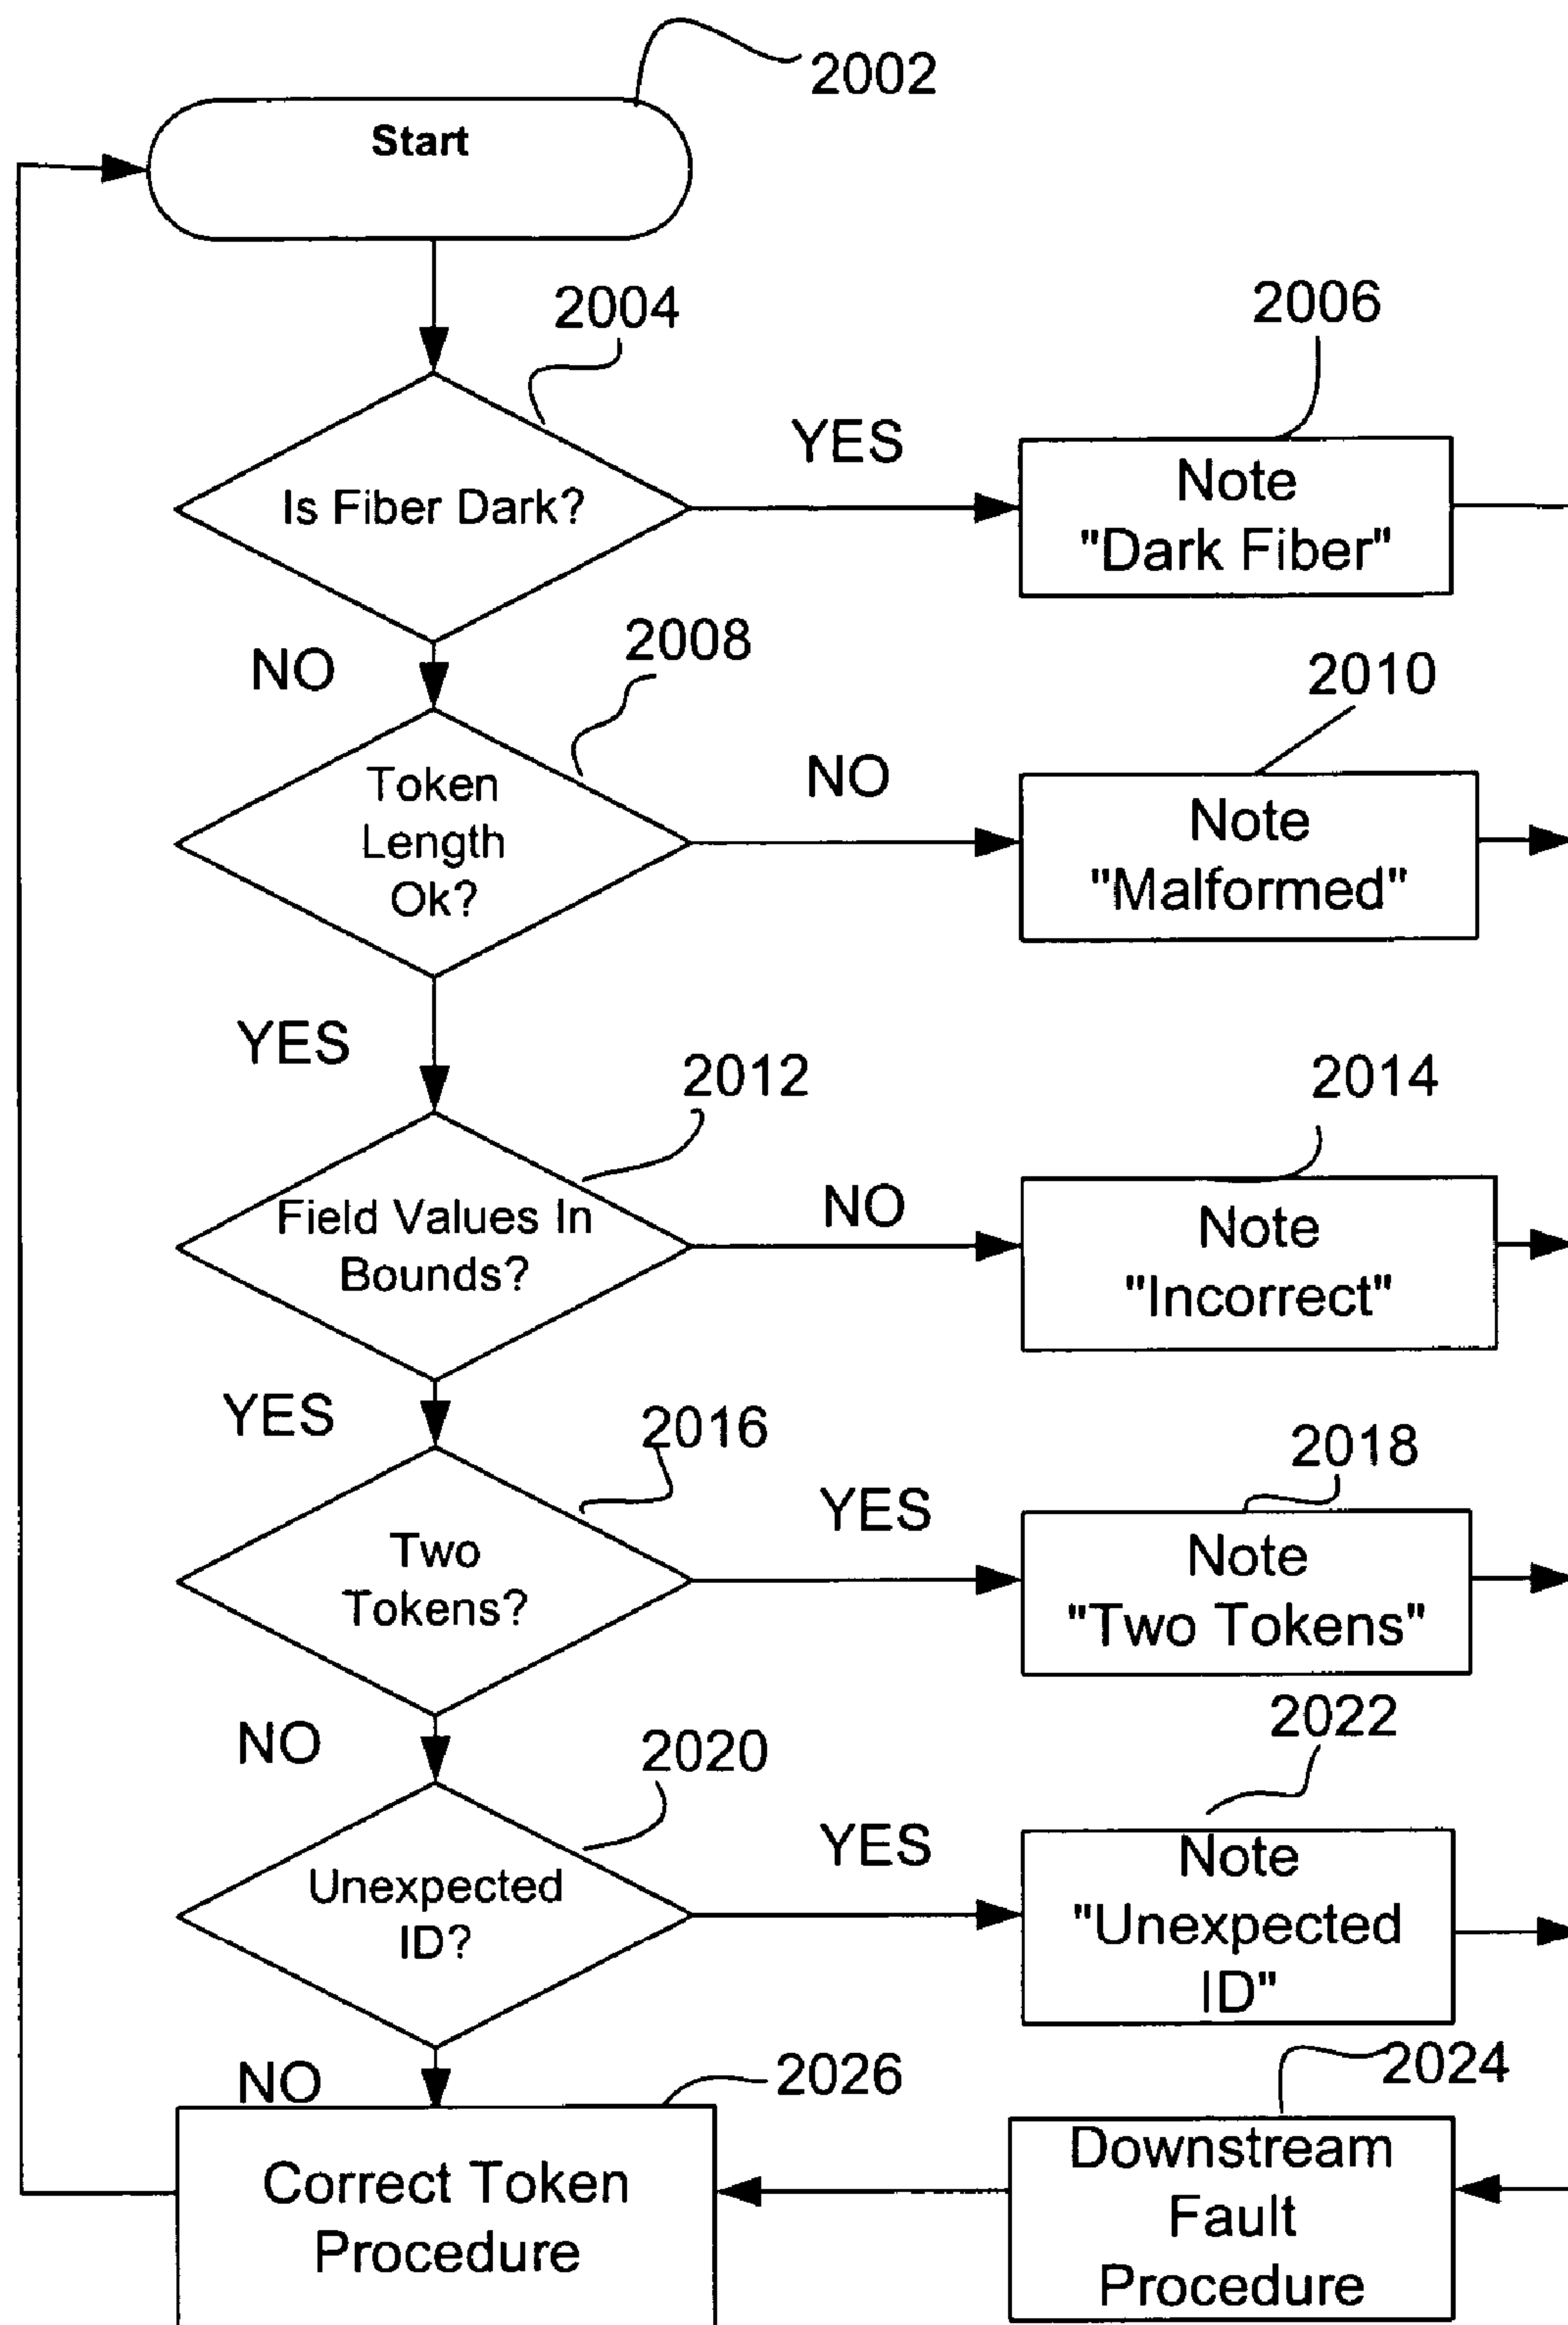 2002
Start
2004
2006
Is Fiber Dark?
YES
Note
"Dark Fiber"
NO
2008
2010
Token
Length
Ok?
NO
Note
"Malformed"
YES
2012
2014
Field Values In
Bounds?
NO
Note
"Incorrect"
YES
2016
2018
Two
Tokens?
YES
Note
"Two Tokens"
NO
2020
2022
Unexpected
ID?
YES
Note
"Unexpected
ID"
NO
2026
2024
Correct Token
Procedure
Downstream
Fault
Procedure